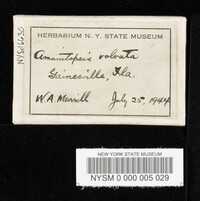 HERBARIUM N. Y. STATE MUSEUM
Amanitopsis volvata
Gainesville, Fla.
W.A. Murrill July 25, 1944
NEW YORK STATE MUSEUM
NYSM 0 000 005 029